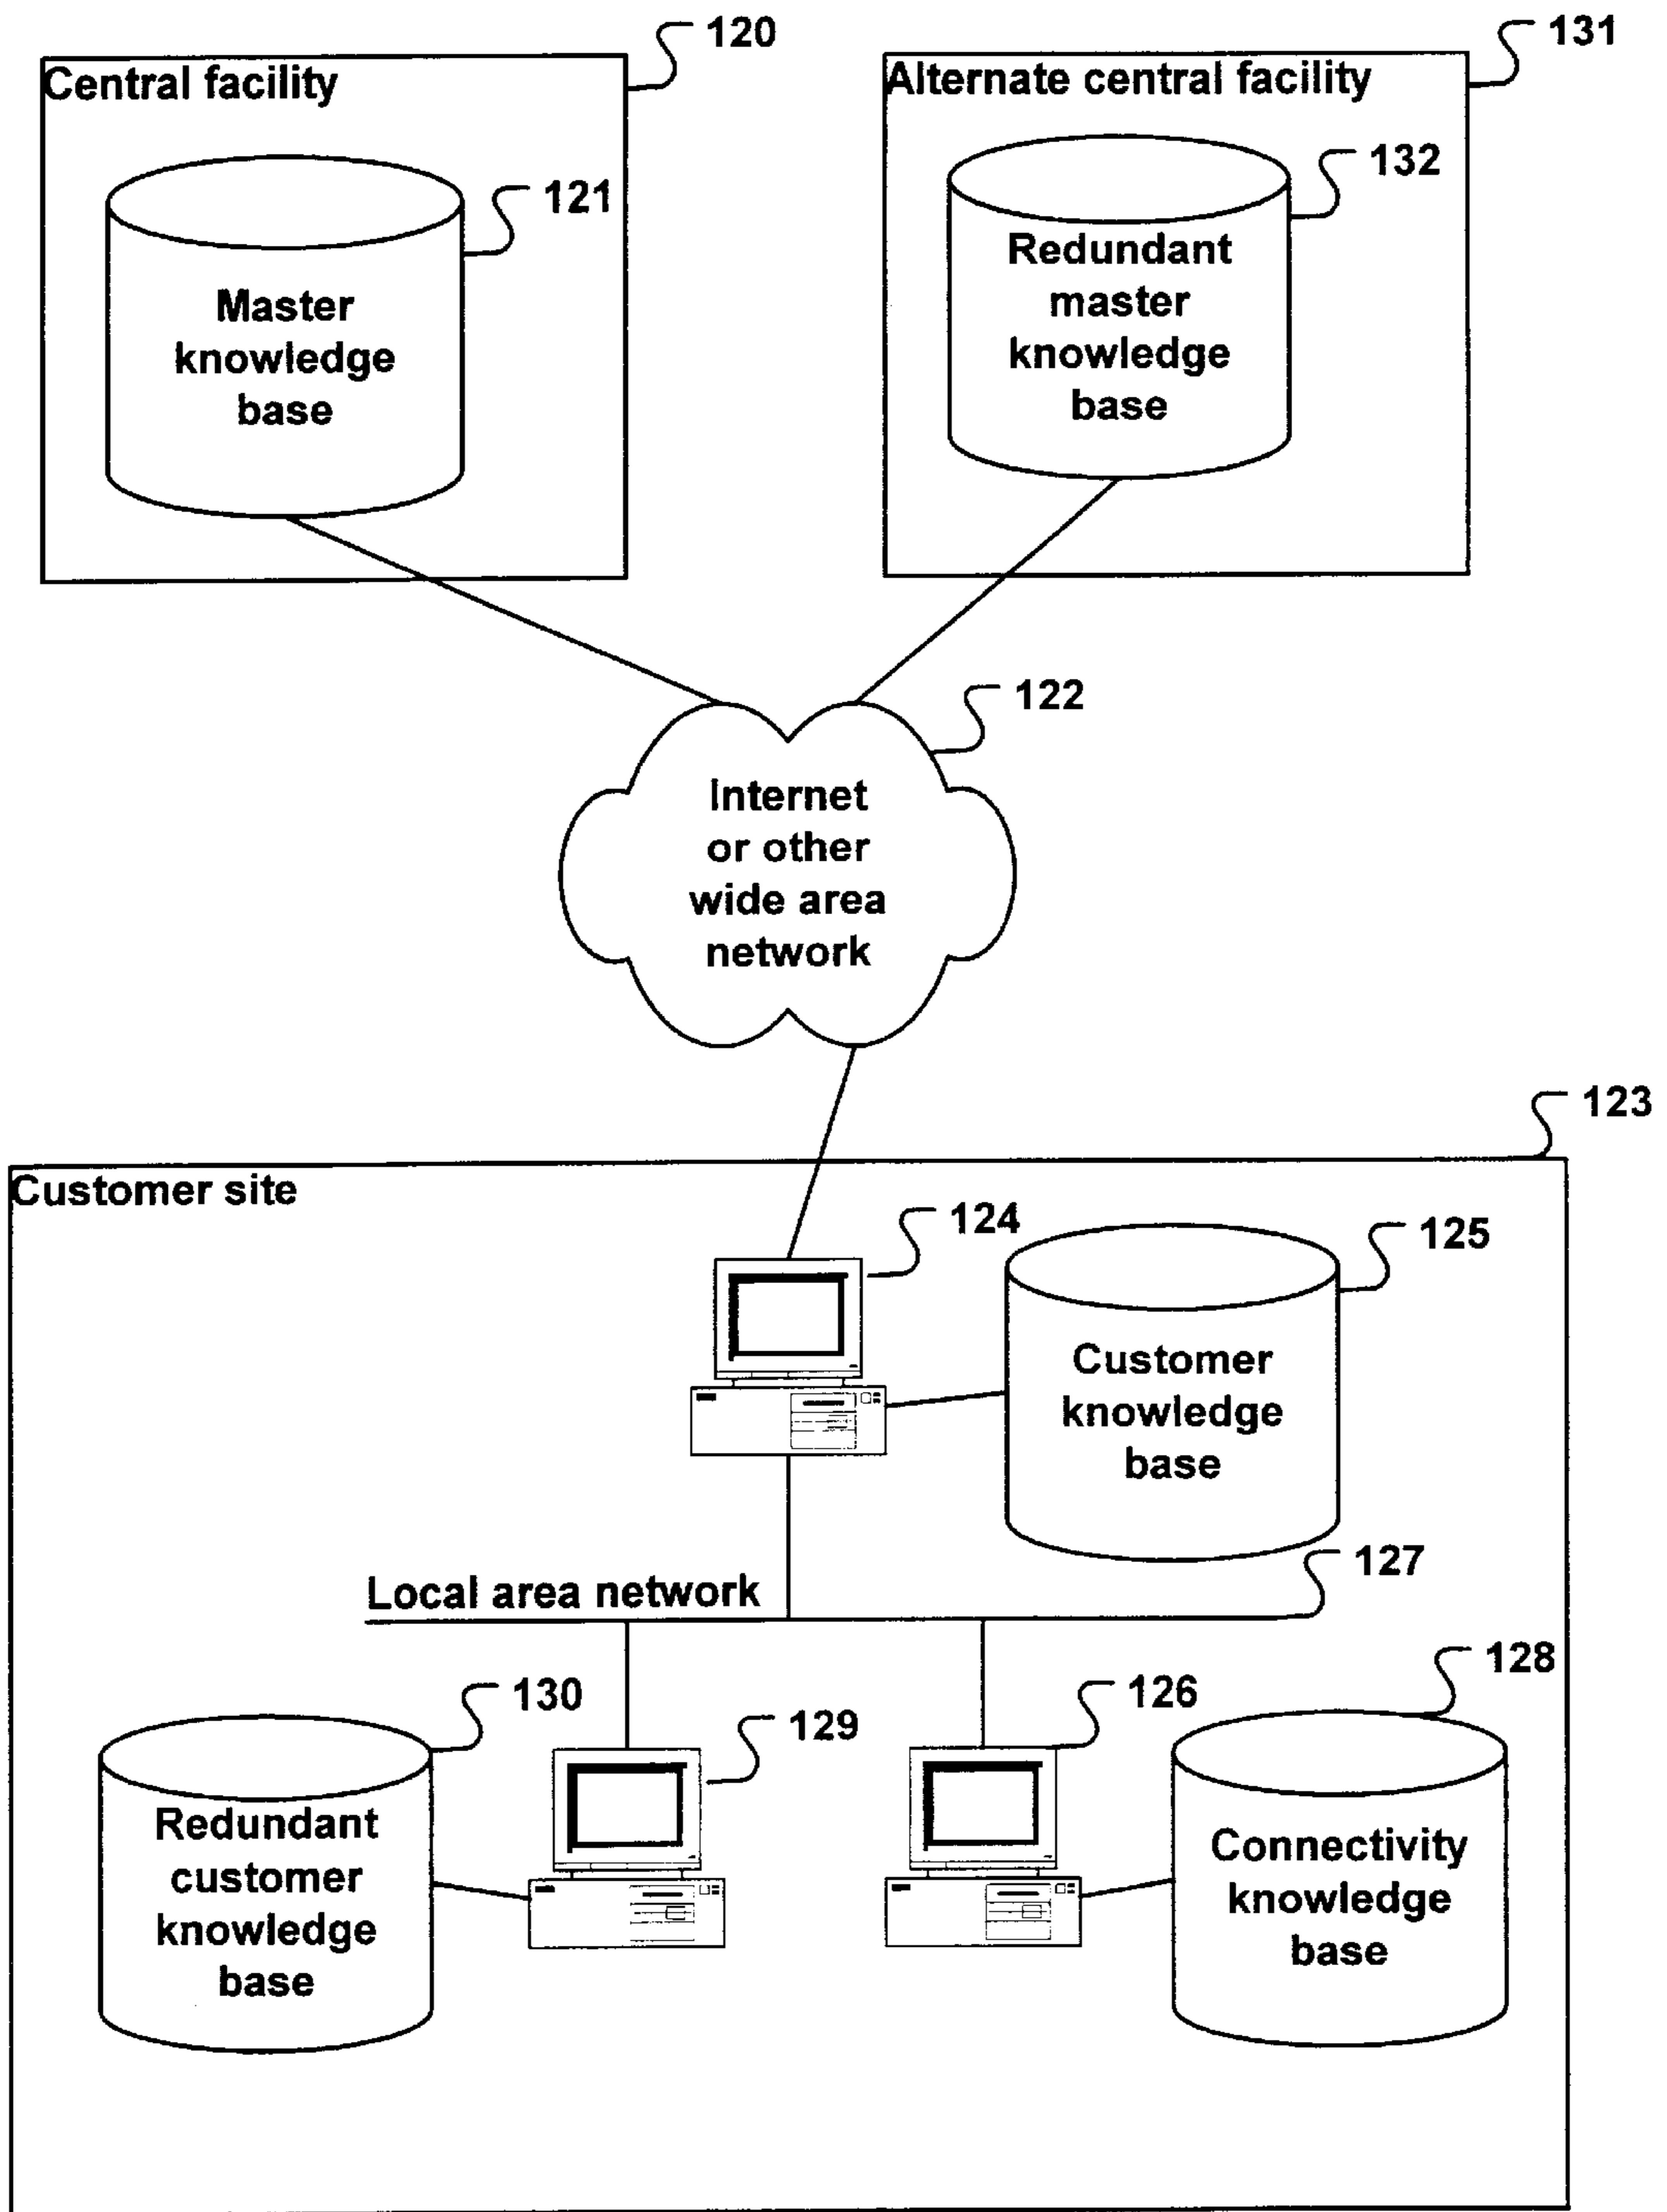 120
131
Central facility
Alternate central facility
121
132
Master
knowledge
base
Redundant
master
knowledge
base
122
Internet
or other
wide area
network
123
Customer site
124
125
Customer
knowledge
base
127
Local area network
130
129
126
128
Redundant
customer
knowledge
base
Connectivity
knowledge
base